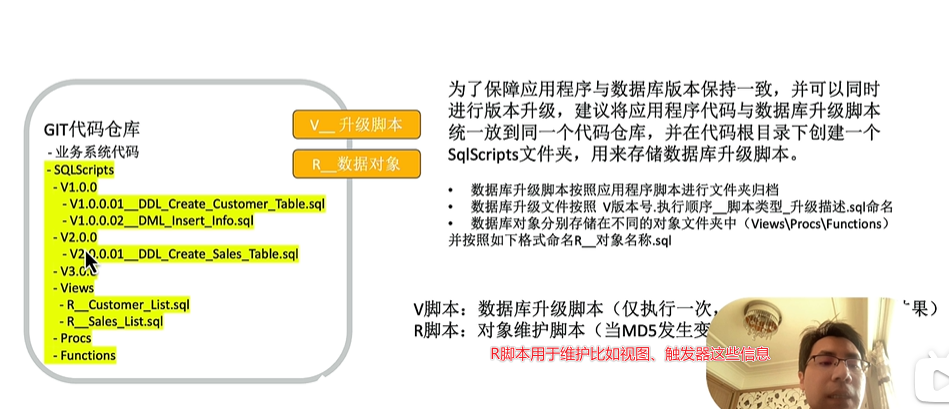 GIT代码仓库
- 业务系统代码
- SQLScripts
- V1.0.0
- V1.0.0.01__DDL_Create_Customer_Table.sql
- V1.0.0.02__DML_Insert_Info.sql
- V2.0.0
- V2.0.0.01__DDL_Create_Sales_Table.sql
- V3.0.0
- Views
- R__Customer_List.sql
- R__Sales_List.sql
- Procs
- Functions
V__ 升级脚本
R__数据对象
为了保障应用程序与数据库版本保持一致，并可以同时
进行版本升级，建议将应用程序代码与数据库升级脚本
统一放到同一个代码仓库，并在代码根目录下创建一个
SqlScripts文件夹，用来存储数据库升级脚本。
• 数据库升级脚本按照应用程序脚本进行文件夹归档
• 数据库升级文件按照 V版本号.执行顺序__脚本类型_升级描述.sql命名
• 数据库对象分别存储在不同的对象文件夹中（Views\Procs\Functions）
并按照如下格式命名R__对象名称.sql
V脚本：数据库升级脚本（仅执行一次， 果）
R脚本：对象维护脚本（当MD5发生变
R脚本用于维护比如视图、触发器这些信息